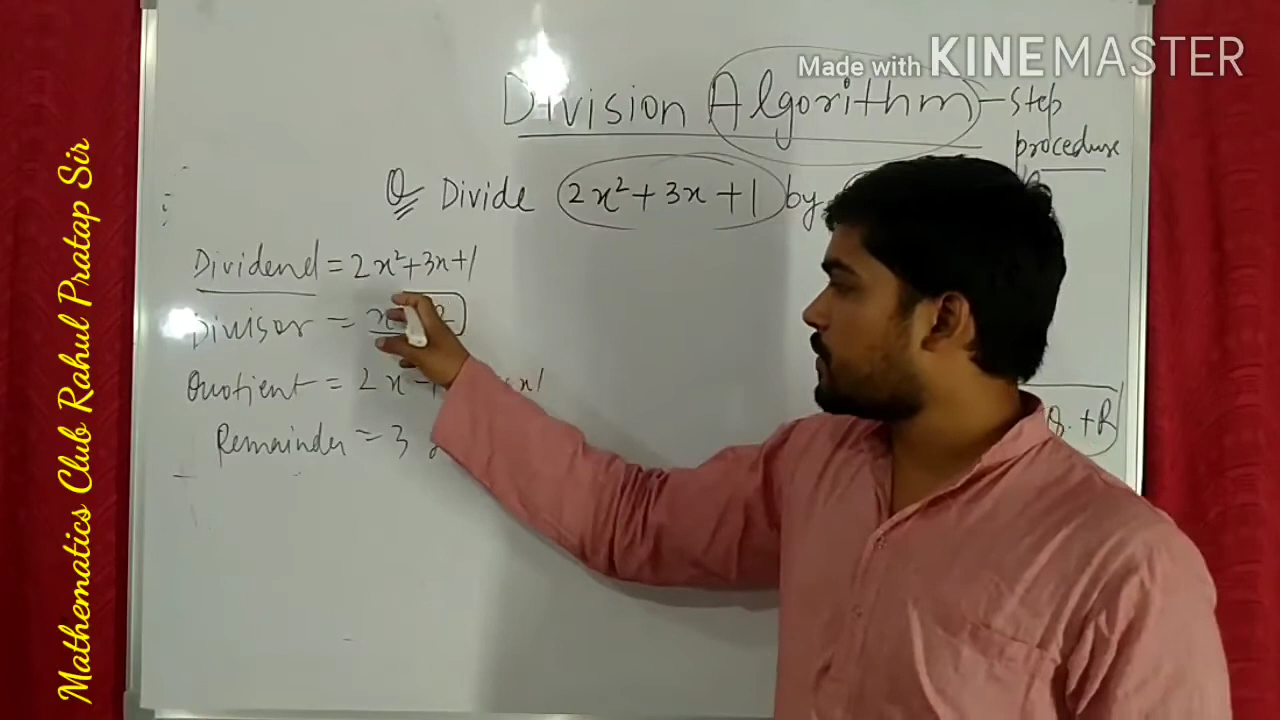 Made with KINEMASTER
Division Algorithm – step
procedure
Q Divide 2x² + 3x + 1 by
Dividend = 2x² + 3x + 1
Divisor = x
Quotient = 2x - x1
Remainder = 3
+ R
Mathematics Club Rahul Pratap Sir